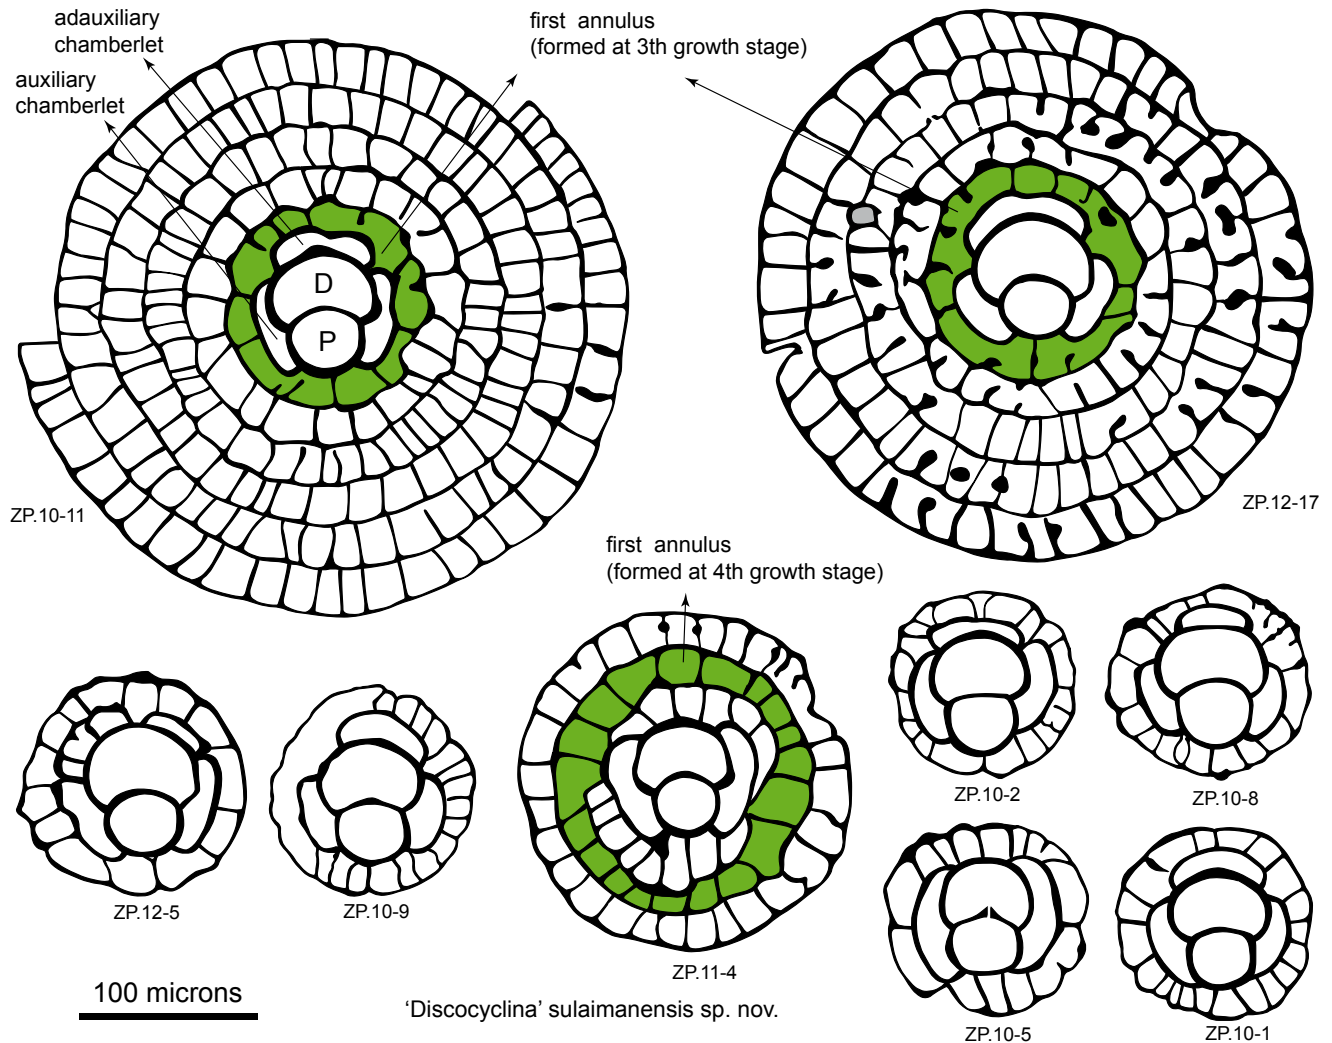 adauxiliary
chamberlet
auxiliary
chamberlet
first annulus
(formed at 3th growth stage)
D
P
ZP.10-11
ZP.12-17
first annulus
(formed at 4th growth stage)
ZP.10-2
ZP.10-8
ZP.12-5
ZP.10-9
ZP.11-4
ZP.10-5
ZP.10-1
100 microns
‘Discocyclina’ sulaimanensis sp. nov.